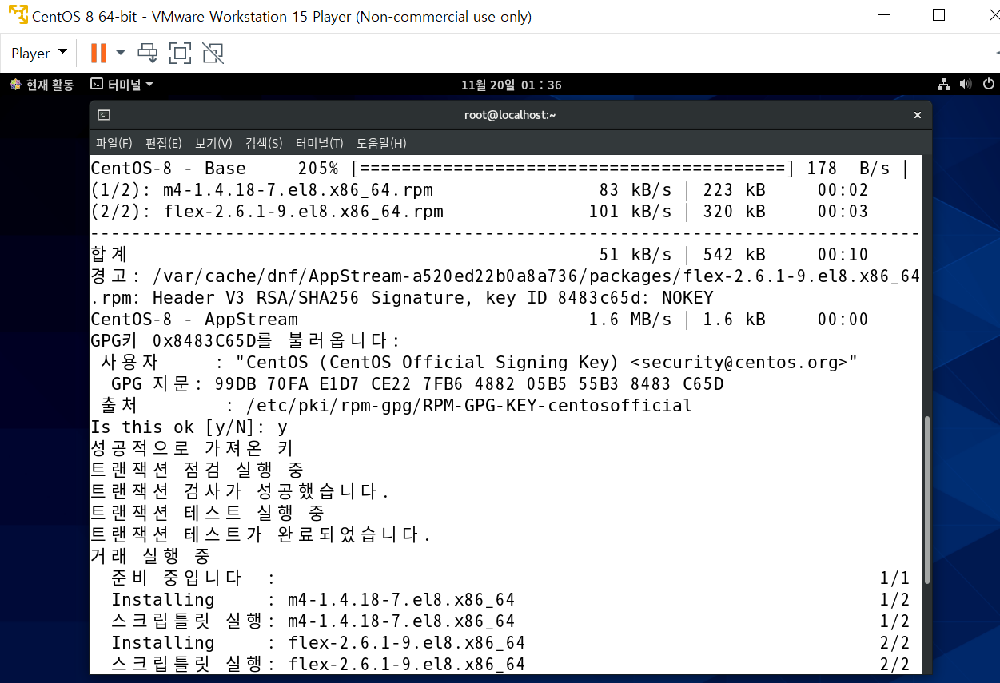 CentOS 8 64-bit - VMware Workstation 15 Player (Non-commercial use only)
Player
현재 활동 터미널 11월 20일 01 : 36
root@localhost:~
파일(F) 편집(E) 보기(V) 검색(S) 터미널(T) 도움말(H)
CentOS-8 - Base 205% [=========================================] 178 B/s |
(1/2): m4-1.4.18-7.el8.x86_64.rpm 83 kB/s | 223 kB 00:02
(2/2): flex-2.6.1-9.el8.x86_64.rpm 101 kB/s | 320 kB 00:03
--------------------------------------------------------------------------------
합계 51 kB/s | 542 kB 00:10
경고: /var/cache/dnf/AppStream-a520ed22b0a8a736/packages/flex-2.6.1-9.el8.x86_64
.rpm: Header V3 RSA/SHA256 Signature, key ID 8483c65d: NOKEY
CentOS-8 - AppStream 1.6 MB/s | 1.6 kB 00:00
GPG키 0x8483C65D를 불러옵니다:
사용자 : "CentOS (CentOS Official Signing Key) <security@centos.org>"
GPG 지문: 99DB 70FA E1D7 CE22 7FB6 4882 05B5 55B3 8483 C65D
출처 : /etc/pki/rpm-gpg/RPM-GPG-KEY-centosofficial
Is this ok [y/N]: y
성공적으로 가져온 키
트랜잭션 점검 실행 중
트랜잭션 검사가 성공했습니다.
트랜잭션 테스트 실행 중
트랜잭션 테스트가 완료되었습니다.
거래 실행 중
준비 중입니다 : 1/1
Installing : m4-1.4.18-7.el8.x86_64 1/2
스크립틀릿 실행: m4-1.4.18-7.el8.x86_64 1/2
Installing : flex-2.6.1-9.el8.x86_64 2/2
스크립틀릿 실행: flex-2.6.1-9.el8.x86_64 2/2